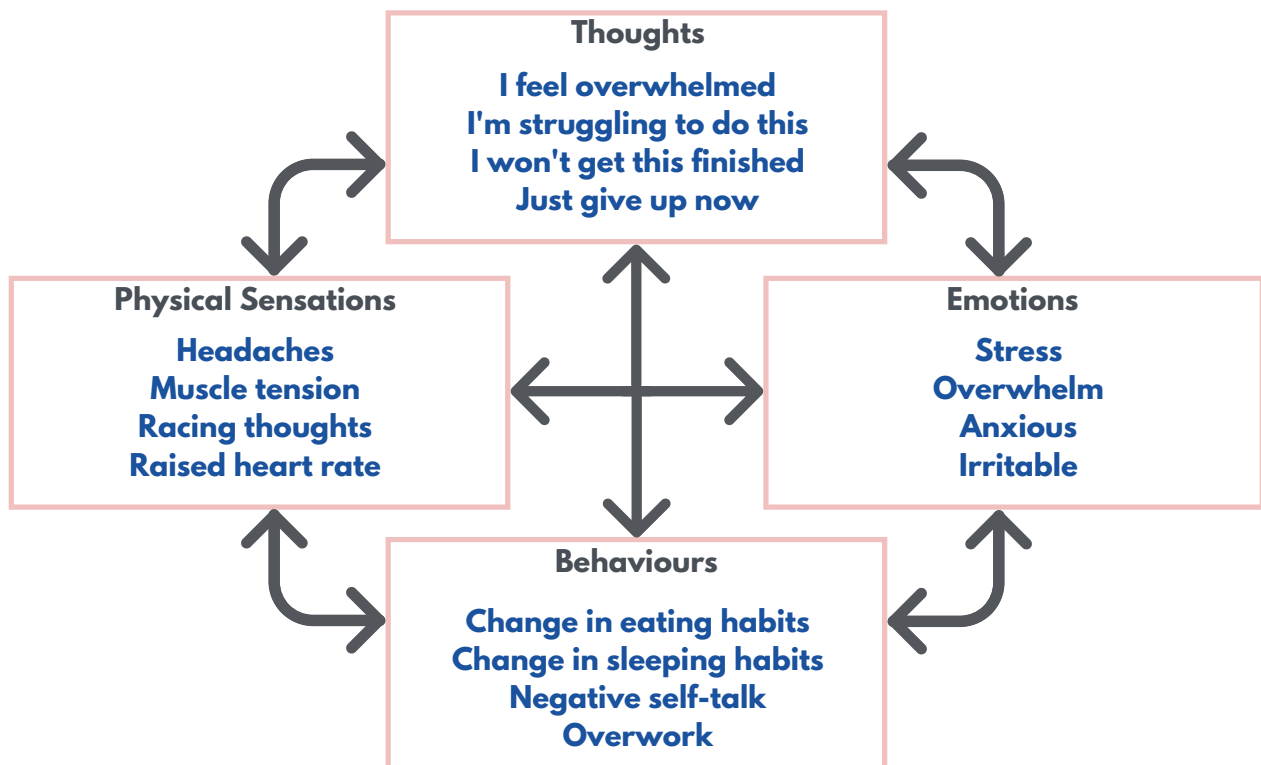 Thoughts
I feel overwhelmed
I'm struggling to do this
I won't get this finished
Just give up now
Physical Sensations
Headaches
Muscle tension
Racing thoughts
Raised heart rate
Emotions
Stress
Overwhelm
Anxious
Irritable
Behaviours
Change in eating habits
Change in sleeping habits
Negative self-talk
Overwork